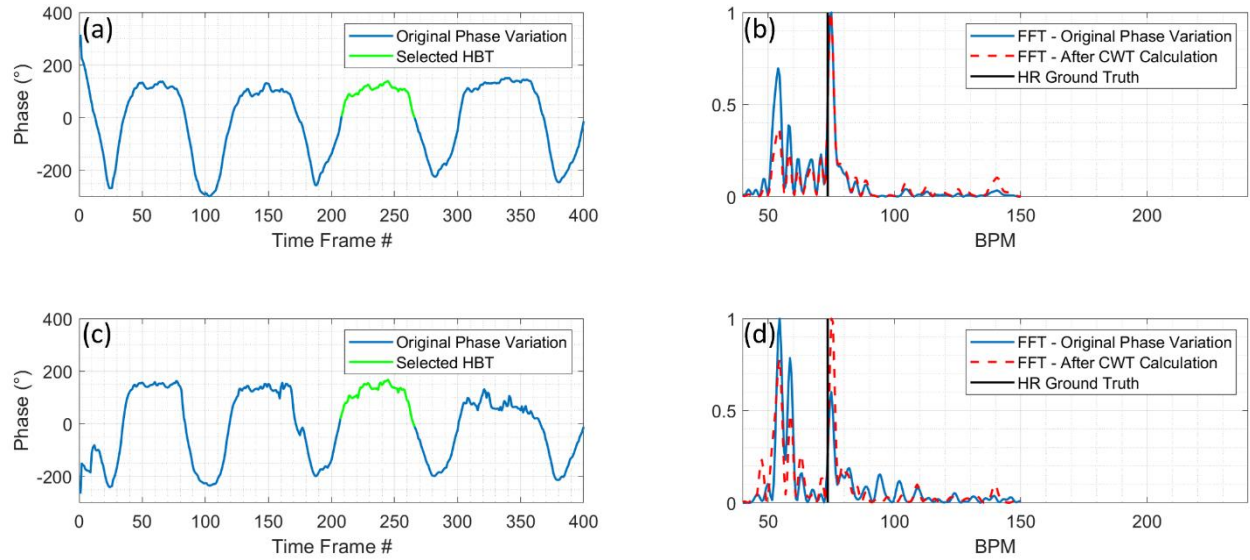 (a)
Original Phase Variation
Selected HBT
Phase (°)
400
200
0
-200
0 50 100 150 200 250 300 350 400
Time Frame #
(b)
FFT - Original Phase Variation
FFT - After CWT Calculation
HR Ground Truth
1
0.5
0
50 100 150 200
BPM
(c)
Original Phase Variation
Selected HBT
Phase (°)
400
200
0
-200
0 50 100 150 200 250 300 350 400
Time Frame #
(d)
FFT - Original Phase Variation
FFT - After CWT Calculation
HR Ground Truth
1
0.5
0
50 100 150 200
BPM